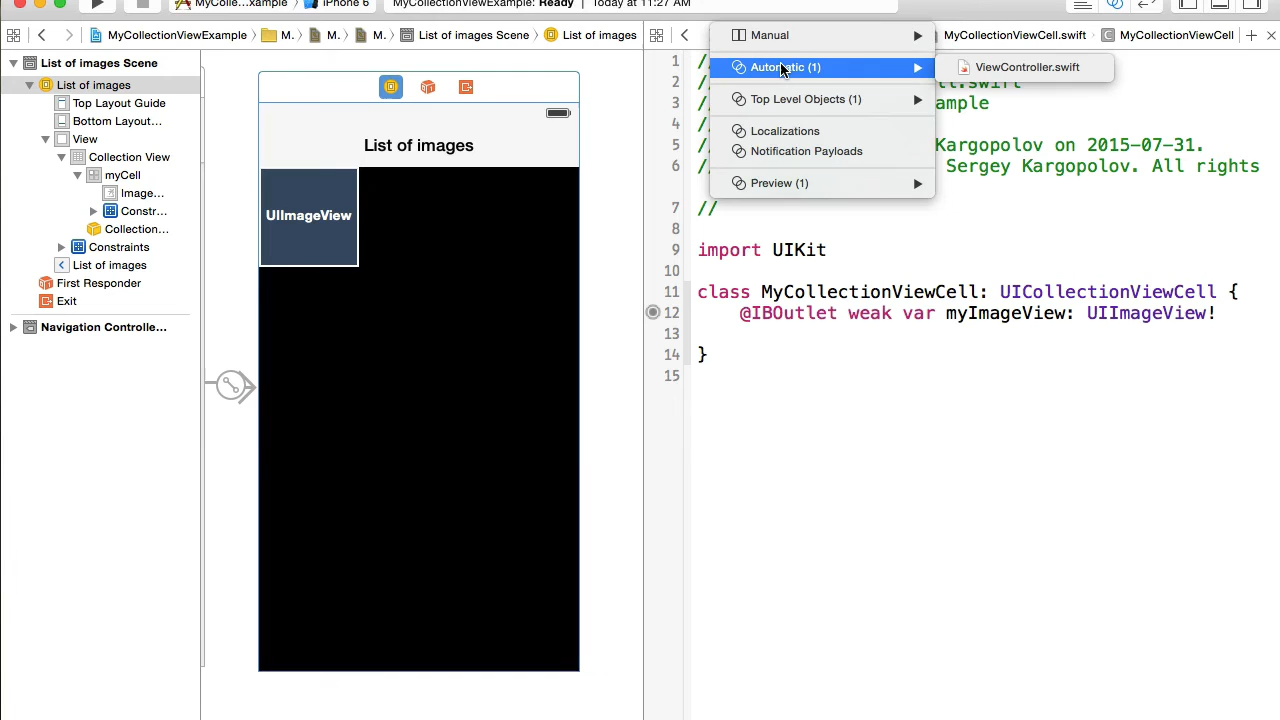 MyColle...xample
iPhone 6
MyCollectionViewExample: Ready | Today at 11:27 AM
MyCollectionViewExample
M.
M.
M.
List of images Scene
List of images
MyCollectionViewCell.swift
MyCollectionViewCell
List of images Scene
List of images
Top Layout Guide
Bottom Layout...
View
Collection View
myCell
Image...
Constr...
Collection...
Constraints
List of images
First Responder
Exit
Navigation Controlle...
List of images
UIImageView
Manual
Automatic (1)
ViewController.swift
Top Level Objects (1)
Localizations
Notification Payloads
Preview (1)
1 //
2 //
3 // ample
4 //
5 // Kargopolov on 2015-07-31.
6 // Sergey Kargopolov. All rights
7 //
8
9 import UIKit
10
11 class MyCollectionViewCell: UICollectionViewCell {
12 @IBOutlet weak var myImageView: UIImageView!
13
14 }
15